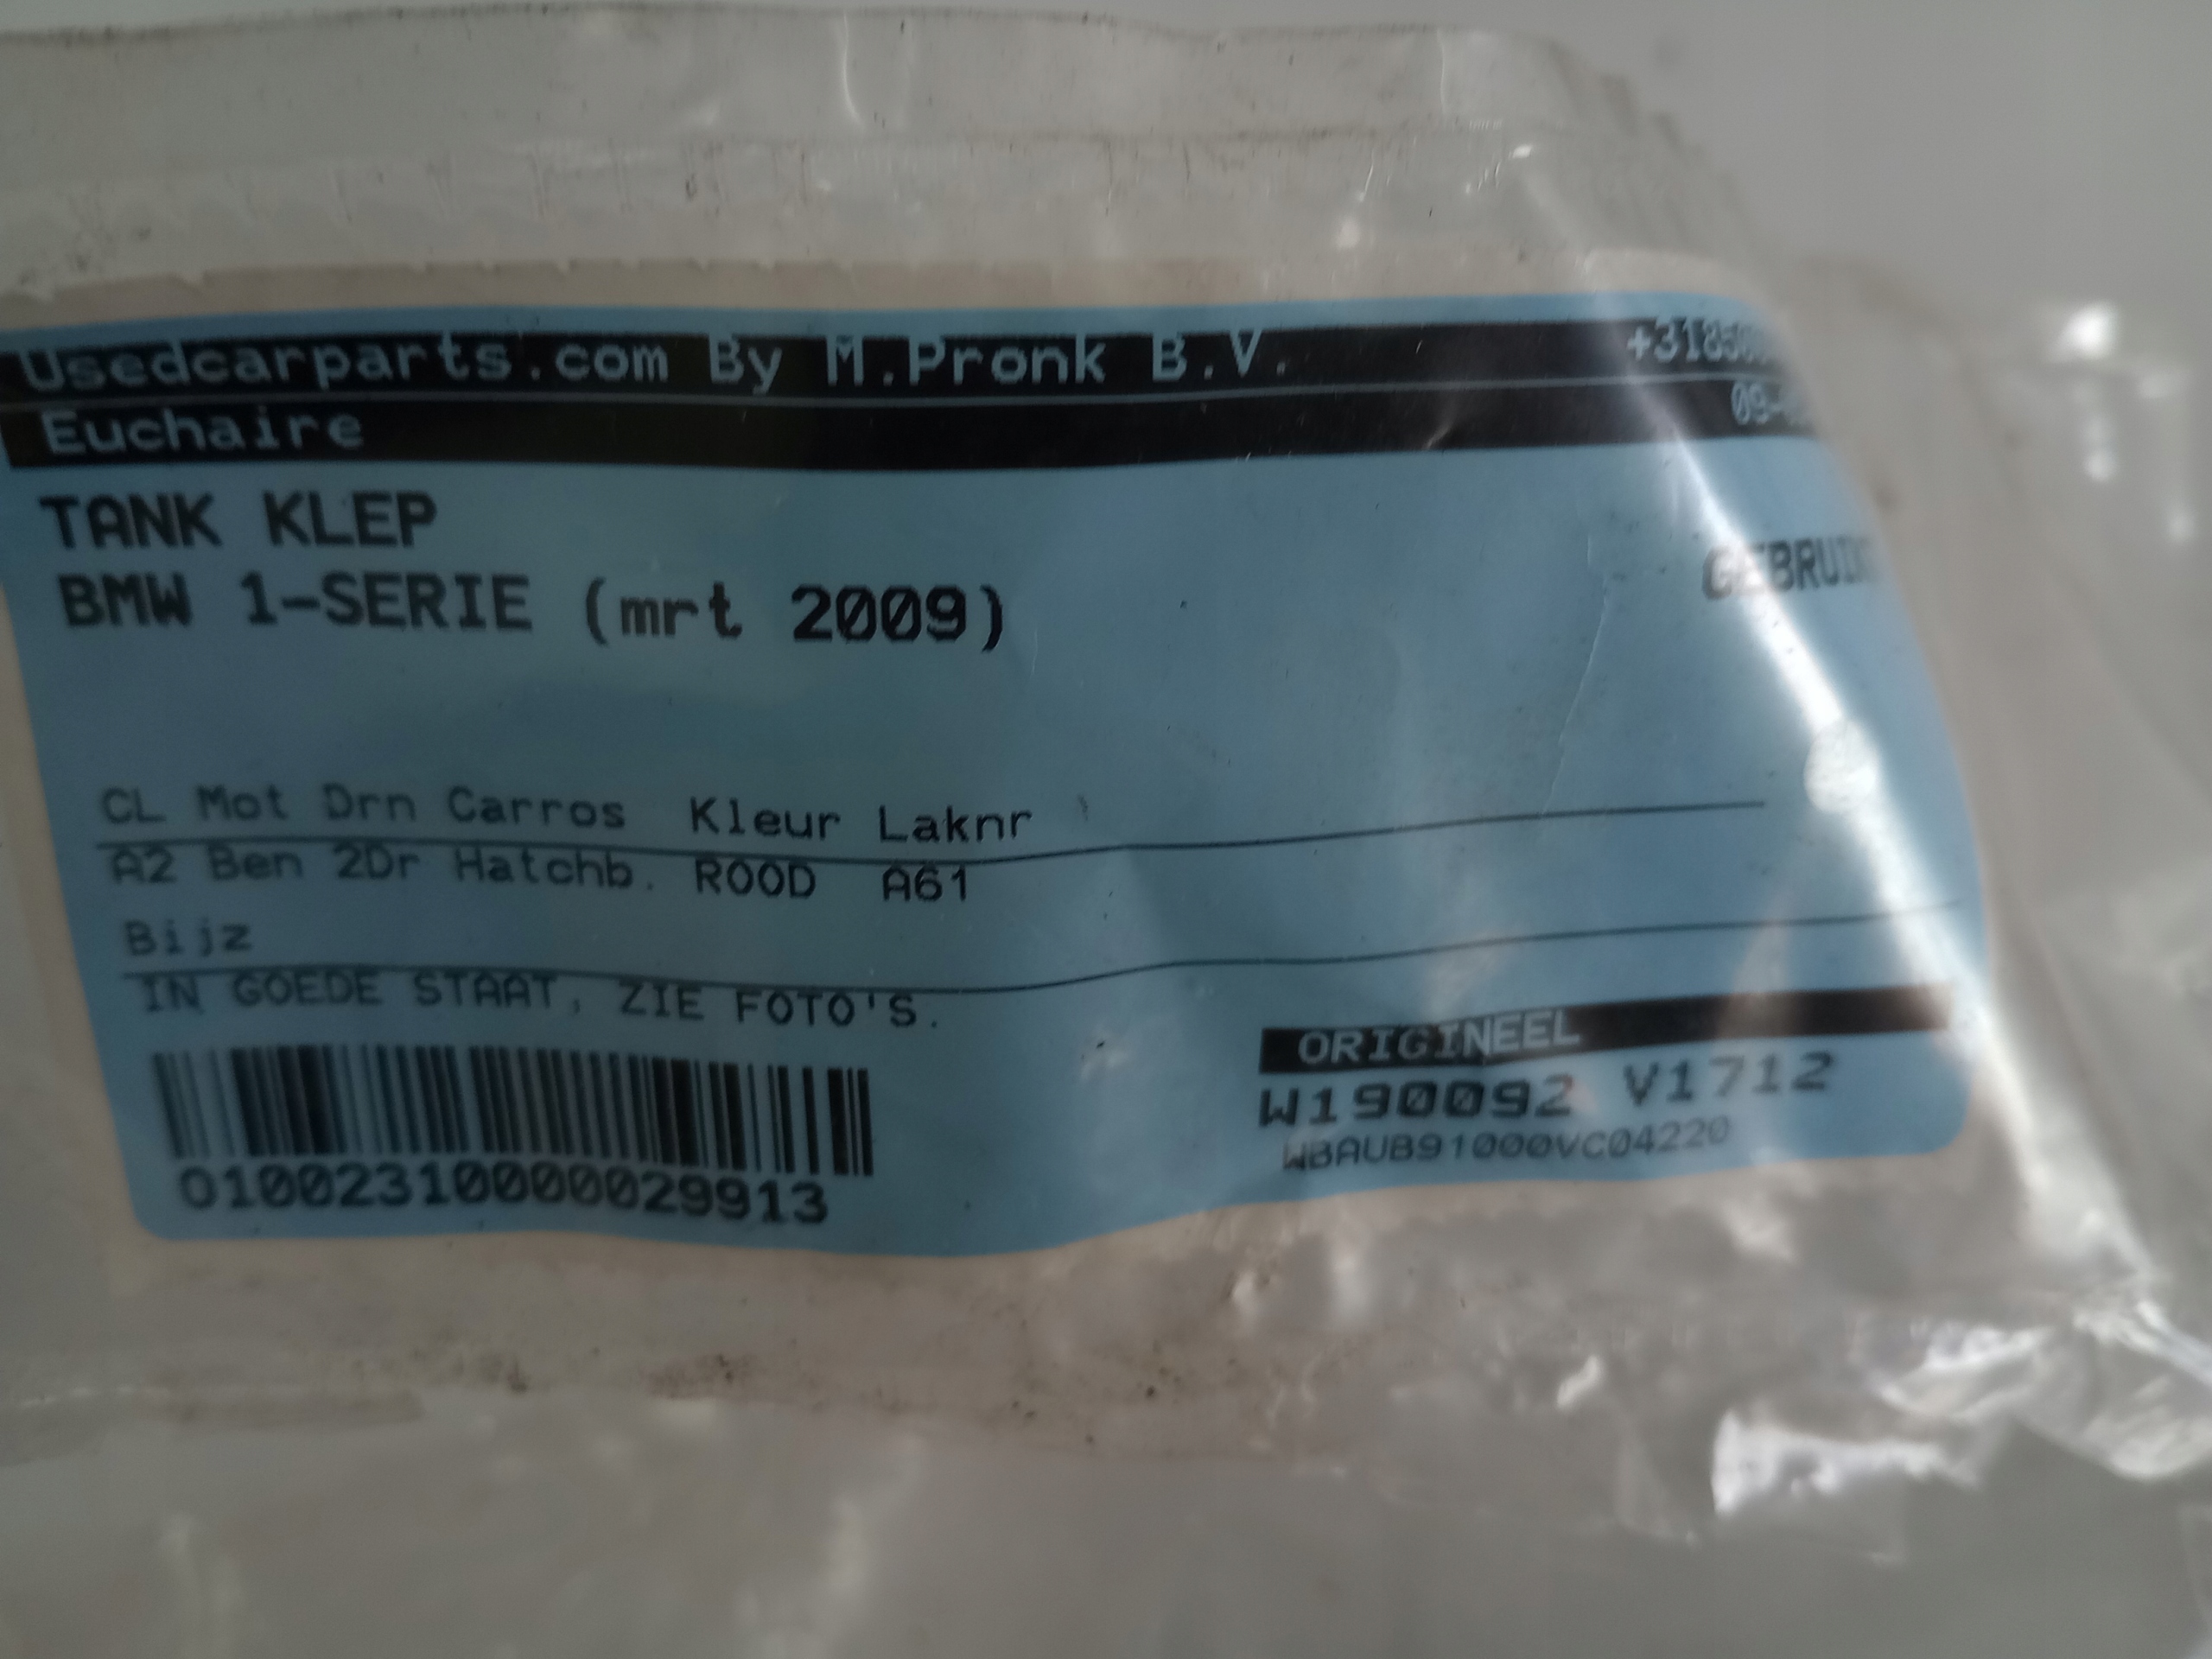 Usedcarparts.com By M.Pronk B.V.
Euchaire
TANK KLEP
BMW 1-SERIE (mrt 2009)
CL Mot Drn Carros Kleur Laknr
A2 Ben 2Dr Hatchb. ROOD A61
Bijz
IN GOEDE STAAT, ZIE FOTO'S.
ORIGINEEL
W190092 V1712
WBAUB91000VC04220
01002310000029913